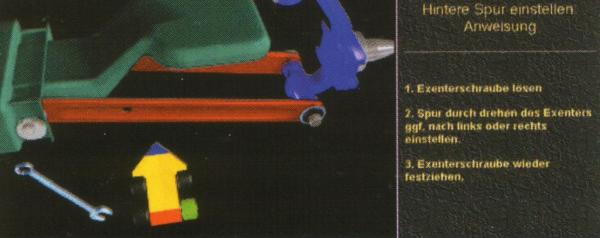 Hintere Spur einstellen
Anweisung
1. Exenterschraube lösen
2. Spur durch drehen des Exenters
ggf. nach links oder rechts
einstellen.
3. Exenterschraube wieder
festziehen.